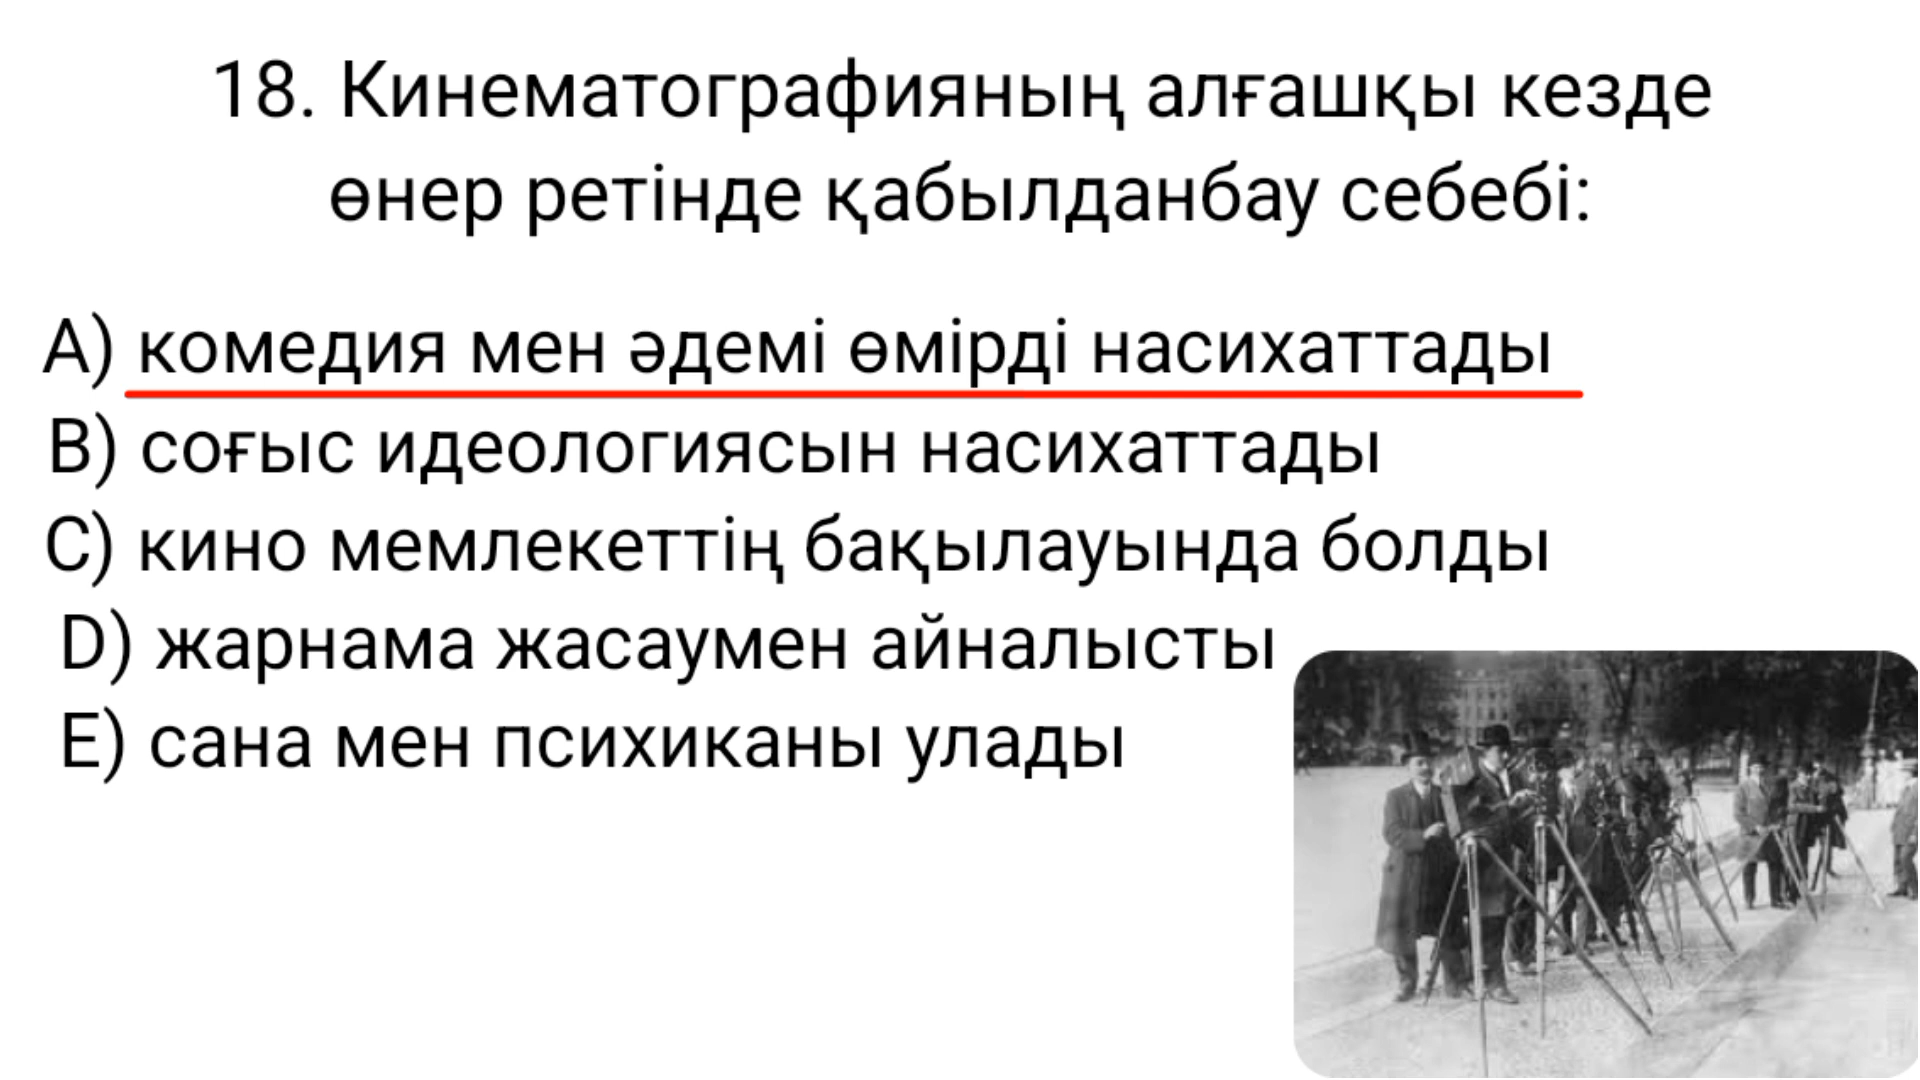 18. Кинематографияның алғашқы кезде
өнер ретінде қабылданбау себебі:
A) комедия мен әдемі өмірді насихаттады
B) соғыс идеологиясын насихаттады
C) кино мемлекеттің бақылауында болды
D) жарнама жасаумен айналысты
E) сана мен психиканы улады